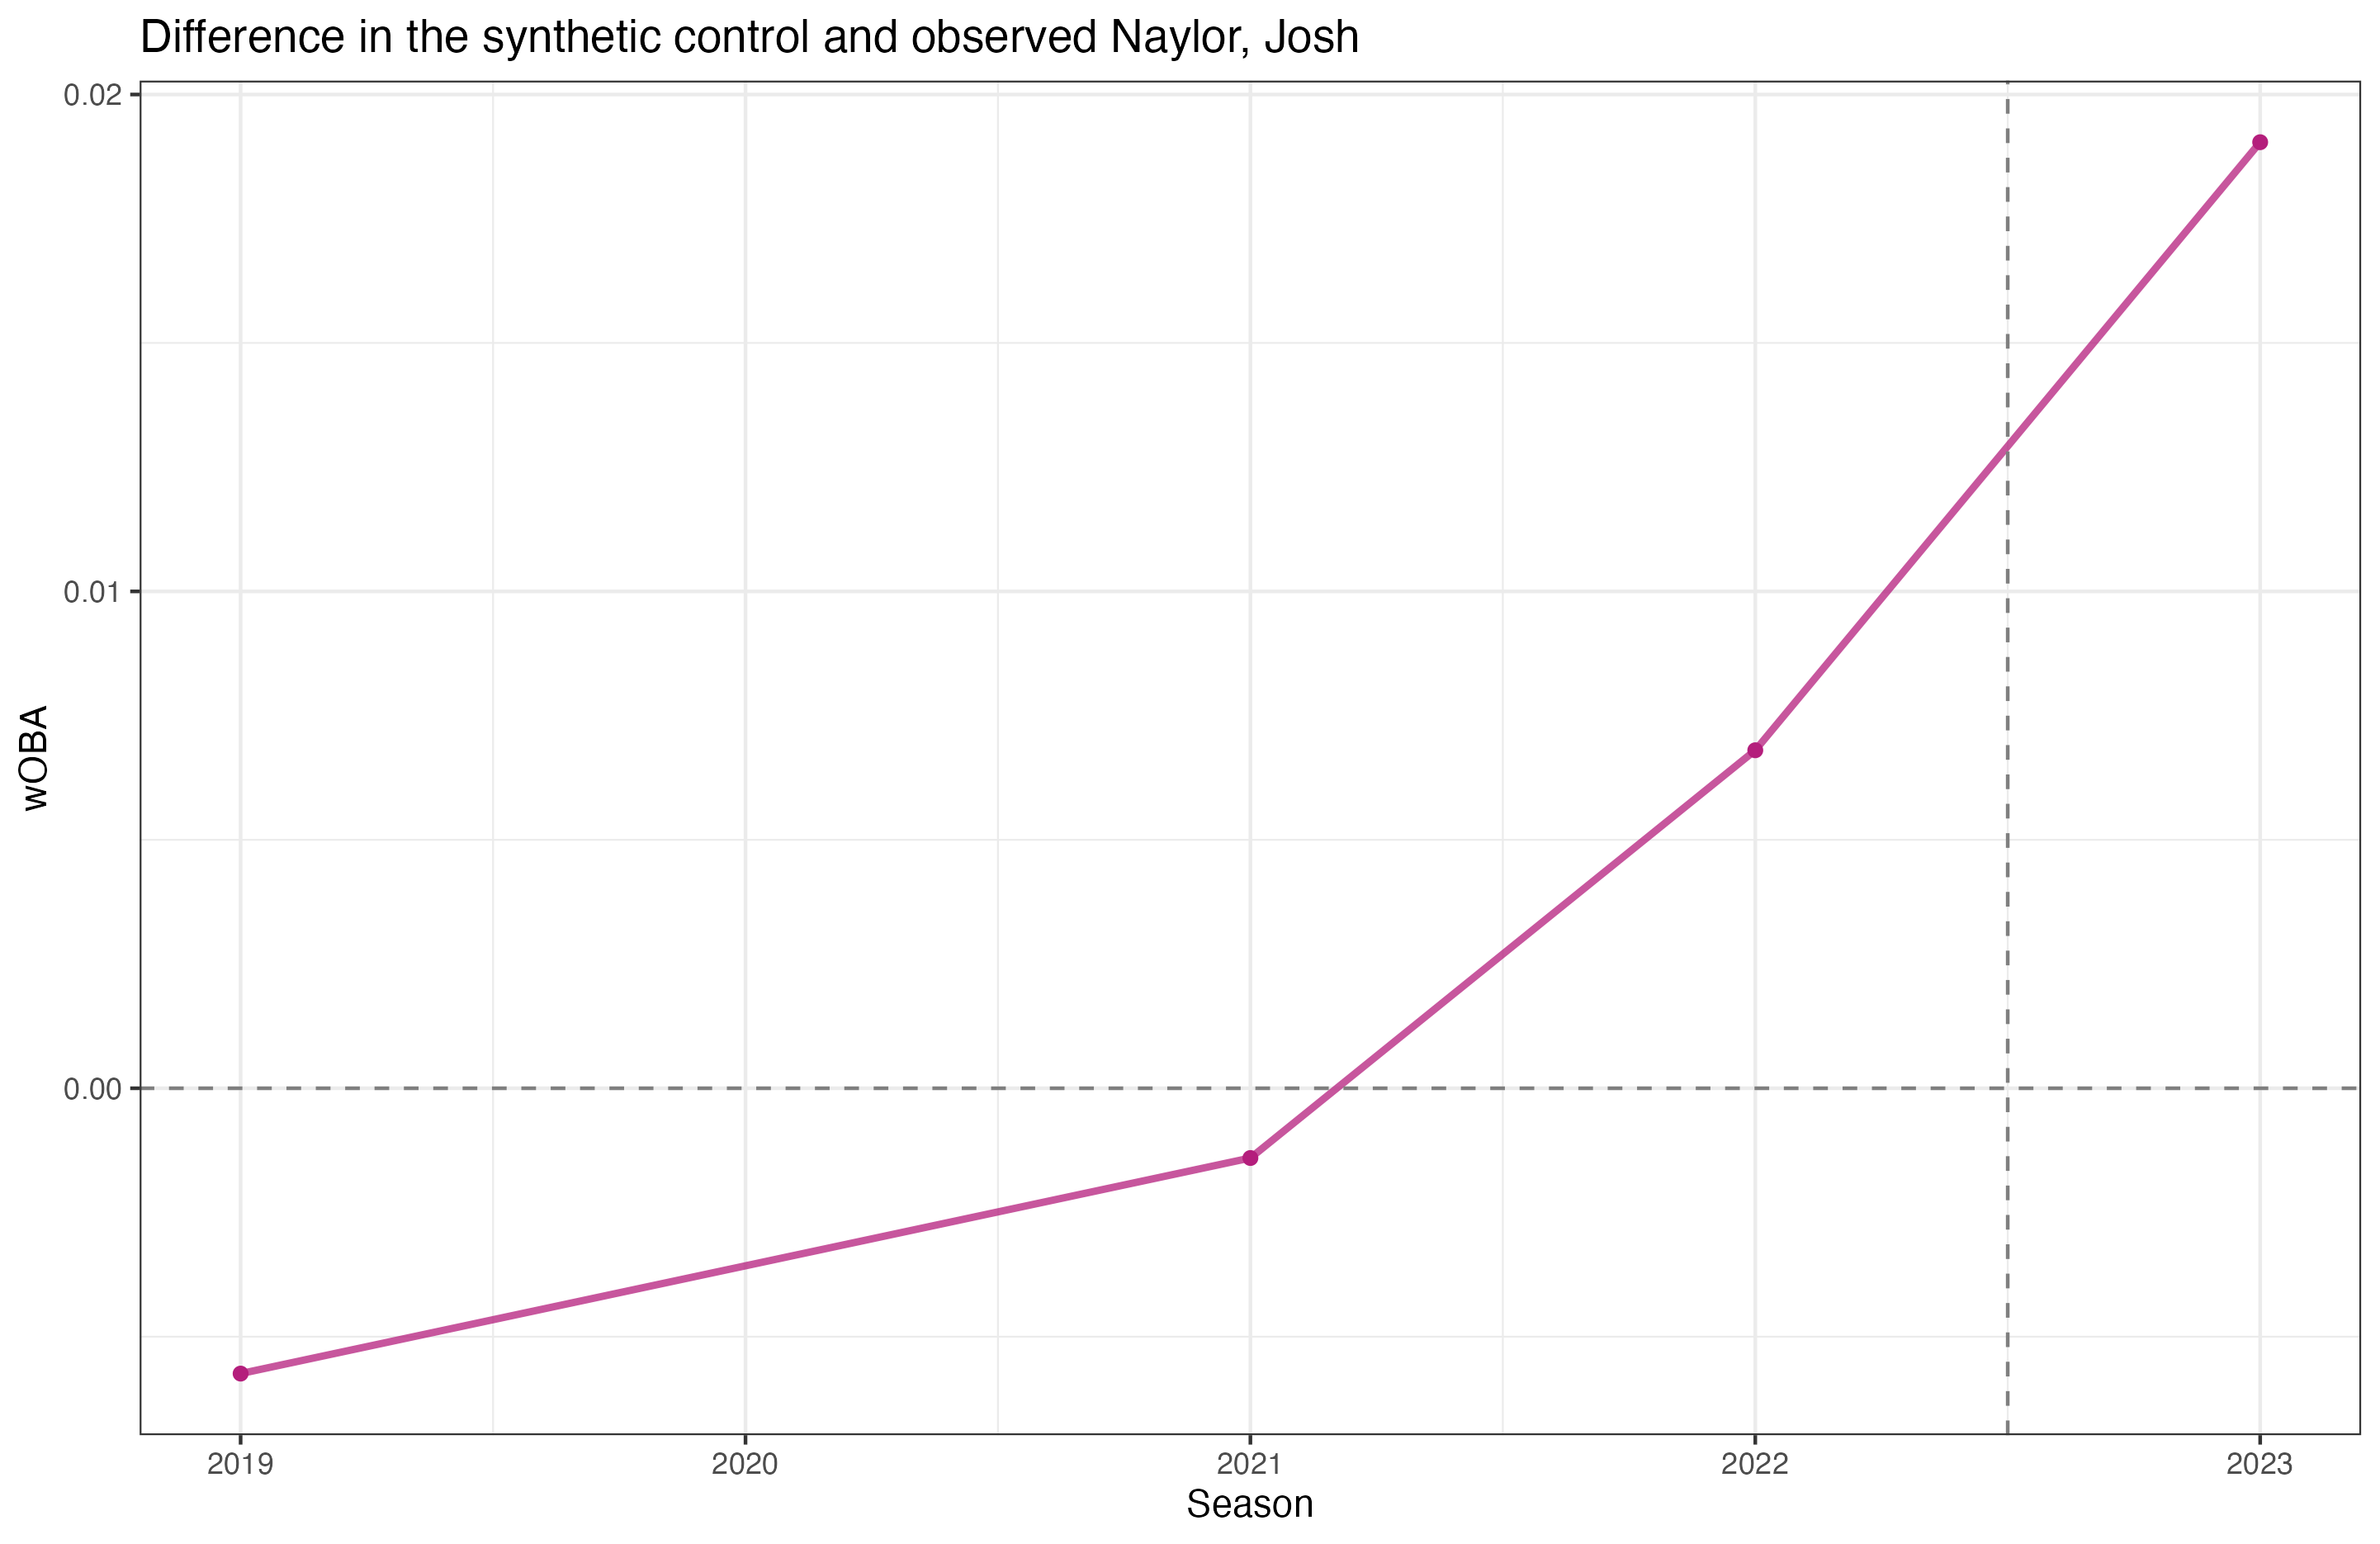 Difference in the synthetic control and observed Naylor, Josh
0.02
0.01
0.00
wOBA
2019
2020
2021
2022
2023
Season